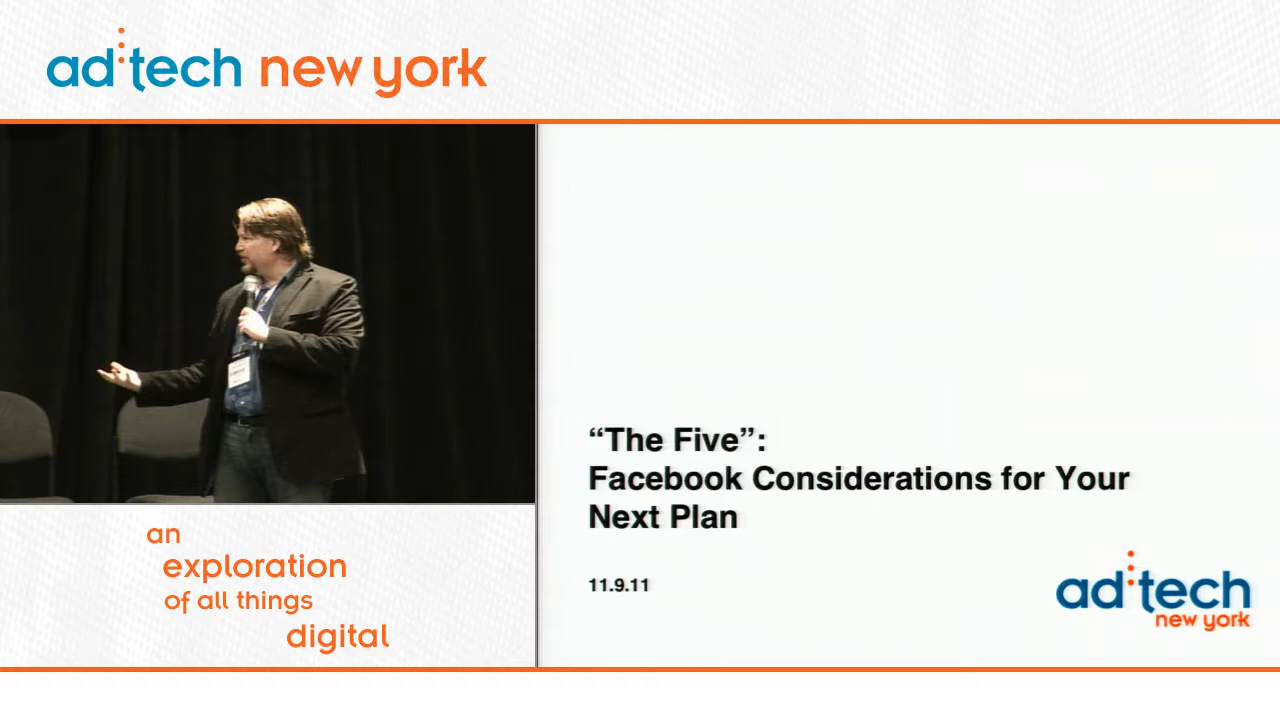 ad:tech new york
“The Five”:
Facebook Considerations for Your
Next Plan
11.9.11
ad:tech
new york
an
exploration
of all things
digital